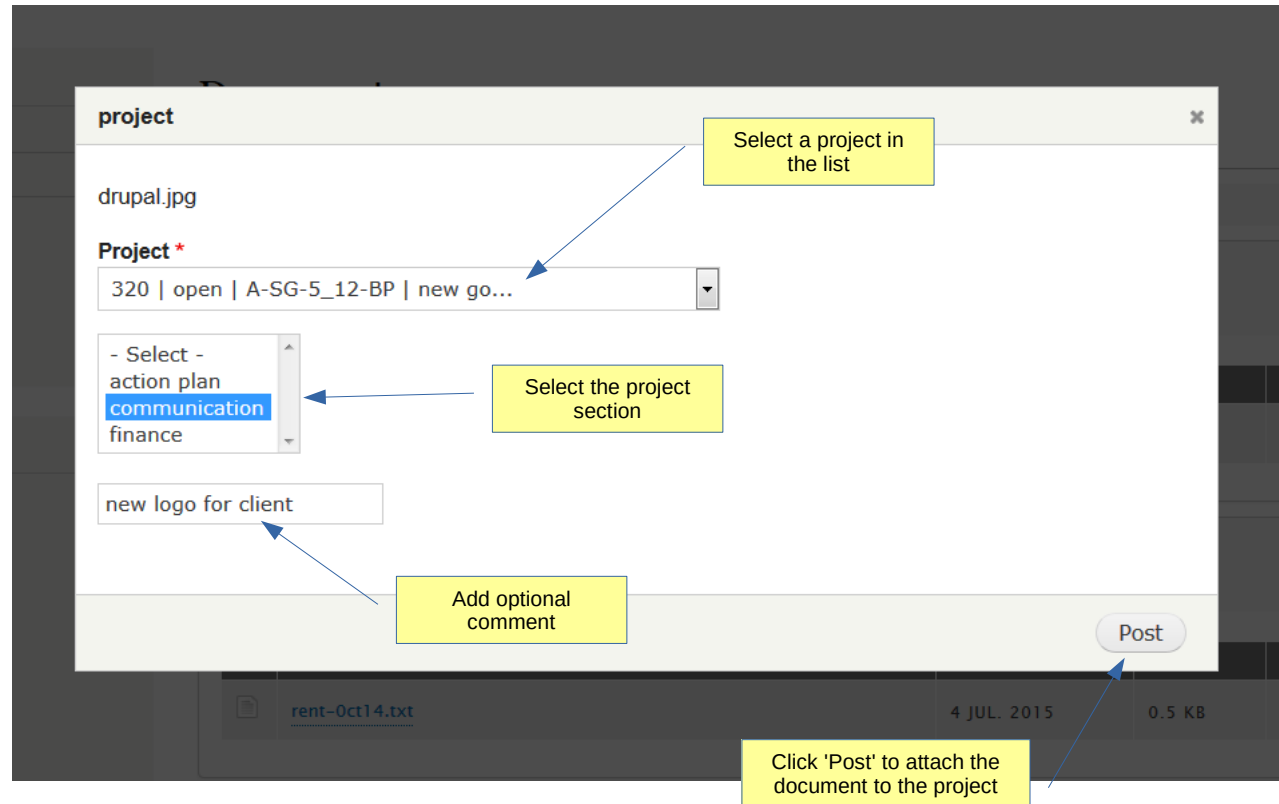 project
Select a project in
the list
drupal.jpg
Project *
320 | open | A-SG-5_12-BP | new go...
- Select -
action plan
communication
finance
Select the project
section
new logo for client
Add optional
comment
Post
rent-0ct14.txt
4 JUL. 2015
0.5 KB
Click 'Post' to attach the
document to the project